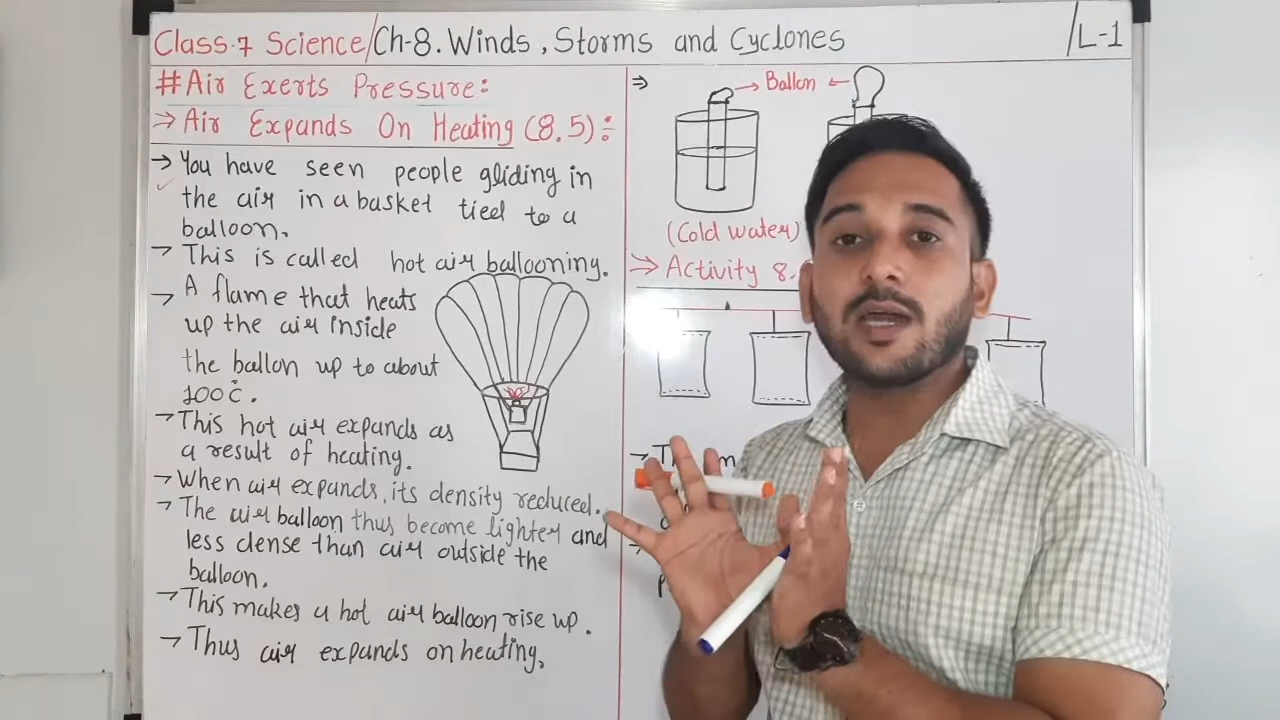 Class-7 Science/Ch-8. Winds, Storms and Cyclones /L-1
#Air Exerts Pressure:
⇒ Air Expands On Heating (8.5) :
→ You have seen people gliding in
the air in a basket tied to a
balloon.
→ This is called hot air ballooning.
→ A flame that heats
up the air inside
the ballon up to about
100°C.
→ This hot air expands as
a result of heating.
→ When air expands, its density reduced.
→ The air balloon thus become lighter and
less dense than air outside the
balloon.
→ This makes a hot air balloon rise up.
→ Thus air expands on heating.
⇒ → Ballon ←
(Cold water)
⇒ Activity 8.